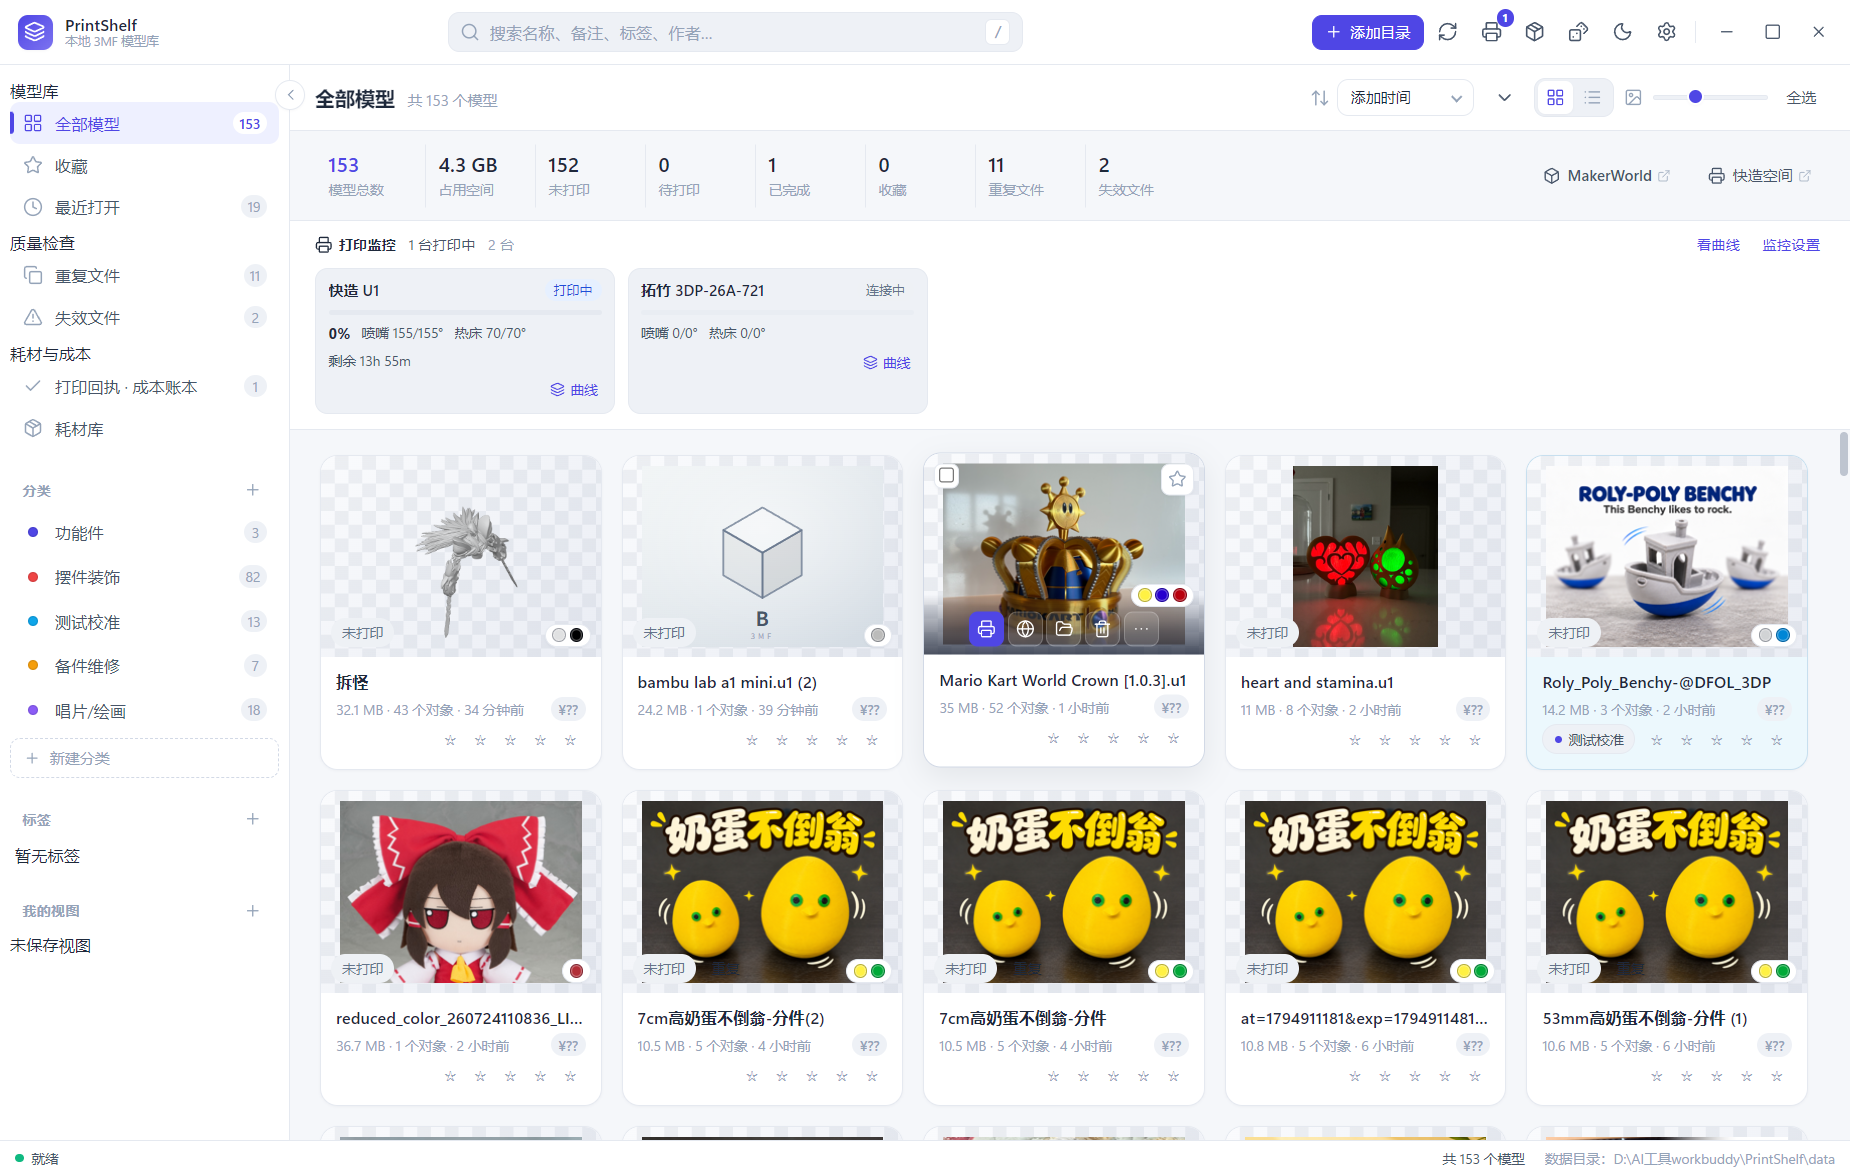 PrintShelf
本地 3MF 模型库
搜索名称、备注、标签、作者...
/
添加目录
1
模型库
全部模型
153
收藏
最近打开
19
质量检查
重复文件
11
失效文件
2
耗材与成本
打印回执 · 成本账本
1
耗材库
分类
功能件
3
摆件装饰
82
测试校准
13
备件维修
7
唱片/绘画
18
新建分类
标签
暂无标签
我的视图
未保存视图
全部模型 共 153 个模型
添加时间
全选
153
模型总数
4.3 GB
占用空间
152
未打印
0
待打印
1
已完成
0
收藏
11
重复文件
2
失效文件
MakerWorld
快造空间
打印监控 1 台打印中 2 台
看曲线 监控设置
快造 U1
打印中
0% 喷嘴 155/155° 热床 70/70°
剩余 13h 55m
曲线
拓竹 3DP-26A-721
连接中
喷嘴 0/0° 热床 0/0°
曲线
未打印
拆怪
32.1 MB · 43 个对象 · 34 分钟前
¥??
B
3MF
未打印
bambu lab a1 mini.u1 (2)
24.2 MB · 1 个对象 · 39 分钟前
¥??
Mario Kart World Crown [1.0.3].u1
35 MB · 52 个对象 · 1 小时前
¥??
未打印
heart and stamina.u1
11 MB · 8 个对象 · 2 小时前
¥??
ROLY-POLY BENCHY
This Benchy likes to rock.
未打印
Roly_Poly_Benchy-@DFOL_3DP
14.2 MB · 3 个对象 · 2 小时前
¥??
测试校准
未打印
reduced_color_260724110836_LI...
36.7 MB · 1 个对象 · 2 小时前
¥??
奶蛋不倒翁
未打印
重复
7cm高奶蛋不倒翁-分件(2)
10.5 MB · 5 个对象 · 4 小时前
¥??
奶蛋不倒翁
未打印
重复
7cm高奶蛋不倒翁-分件
10.5 MB · 5 个对象 · 4 小时前
¥??
奶蛋不倒翁
未打印
at=1794911181&exp=1794911481...
10.8 MB · 5 个对象 · 6 小时前
¥??
奶蛋不倒翁
未打印
重复
53mm高奶蛋不倒翁-分件 (1)
10.6 MB · 5 个对象 · 6 小时前
¥??
就绪
共 153 个模型
数据目录：D:\AI工具workbuddy\PrintShelf\data